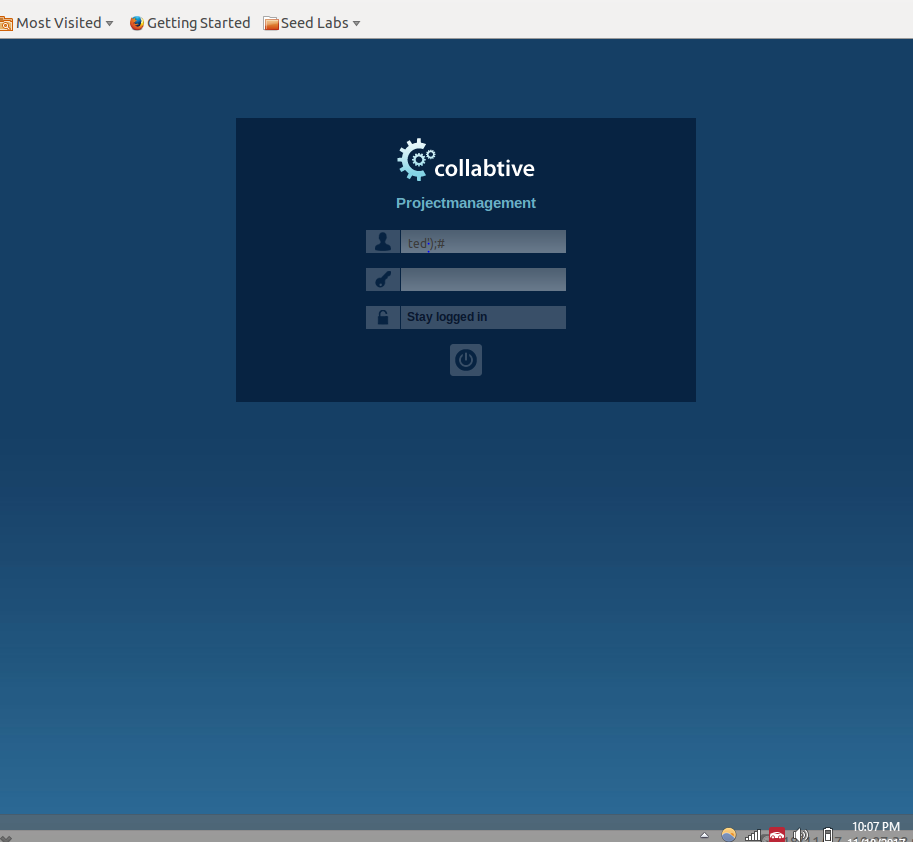 Most Visited Getting Started Seed Labs
collabtive
Projectmanagement
ted');#
Stay logged in
10:07 PM